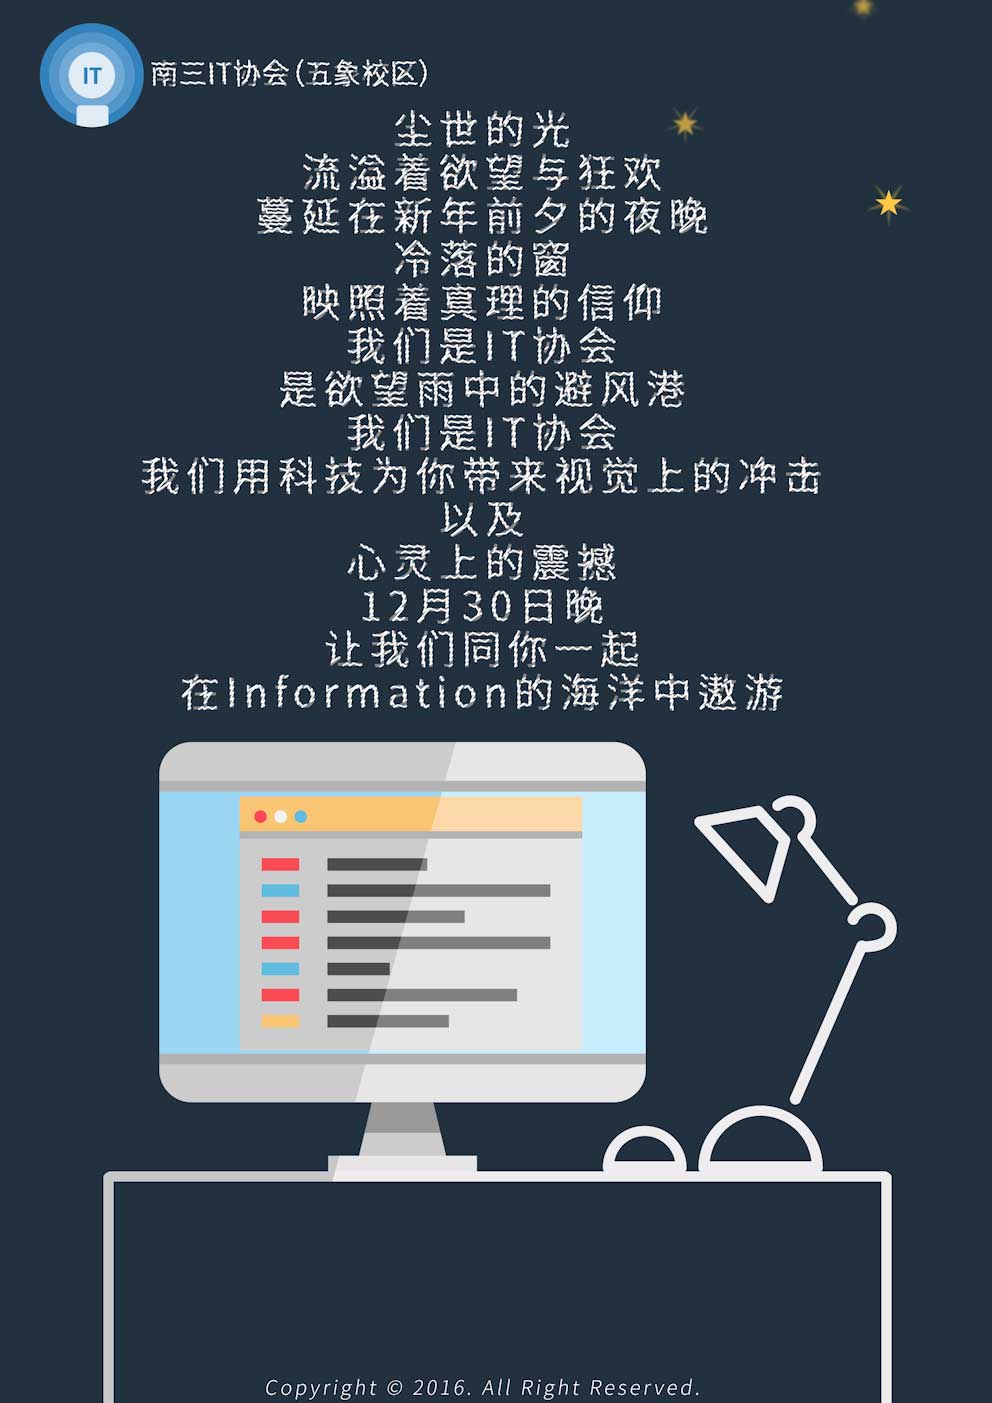 IT
南三IT协会(五象校区)
尘世的光
流溢着欲望与狂欢
蔓延在新年前夕的夜晚
冷落的窗
映照着真理的信仰
我们是IT协会
是欲望雨中的避风港
我们是IT协会
我们用科技为你带来视觉上的冲击
以及
心灵上的震撼
12月30日晚
让我们同你一起
在Information的海洋中遨游
Copyright © 2016. All Right Reserved.